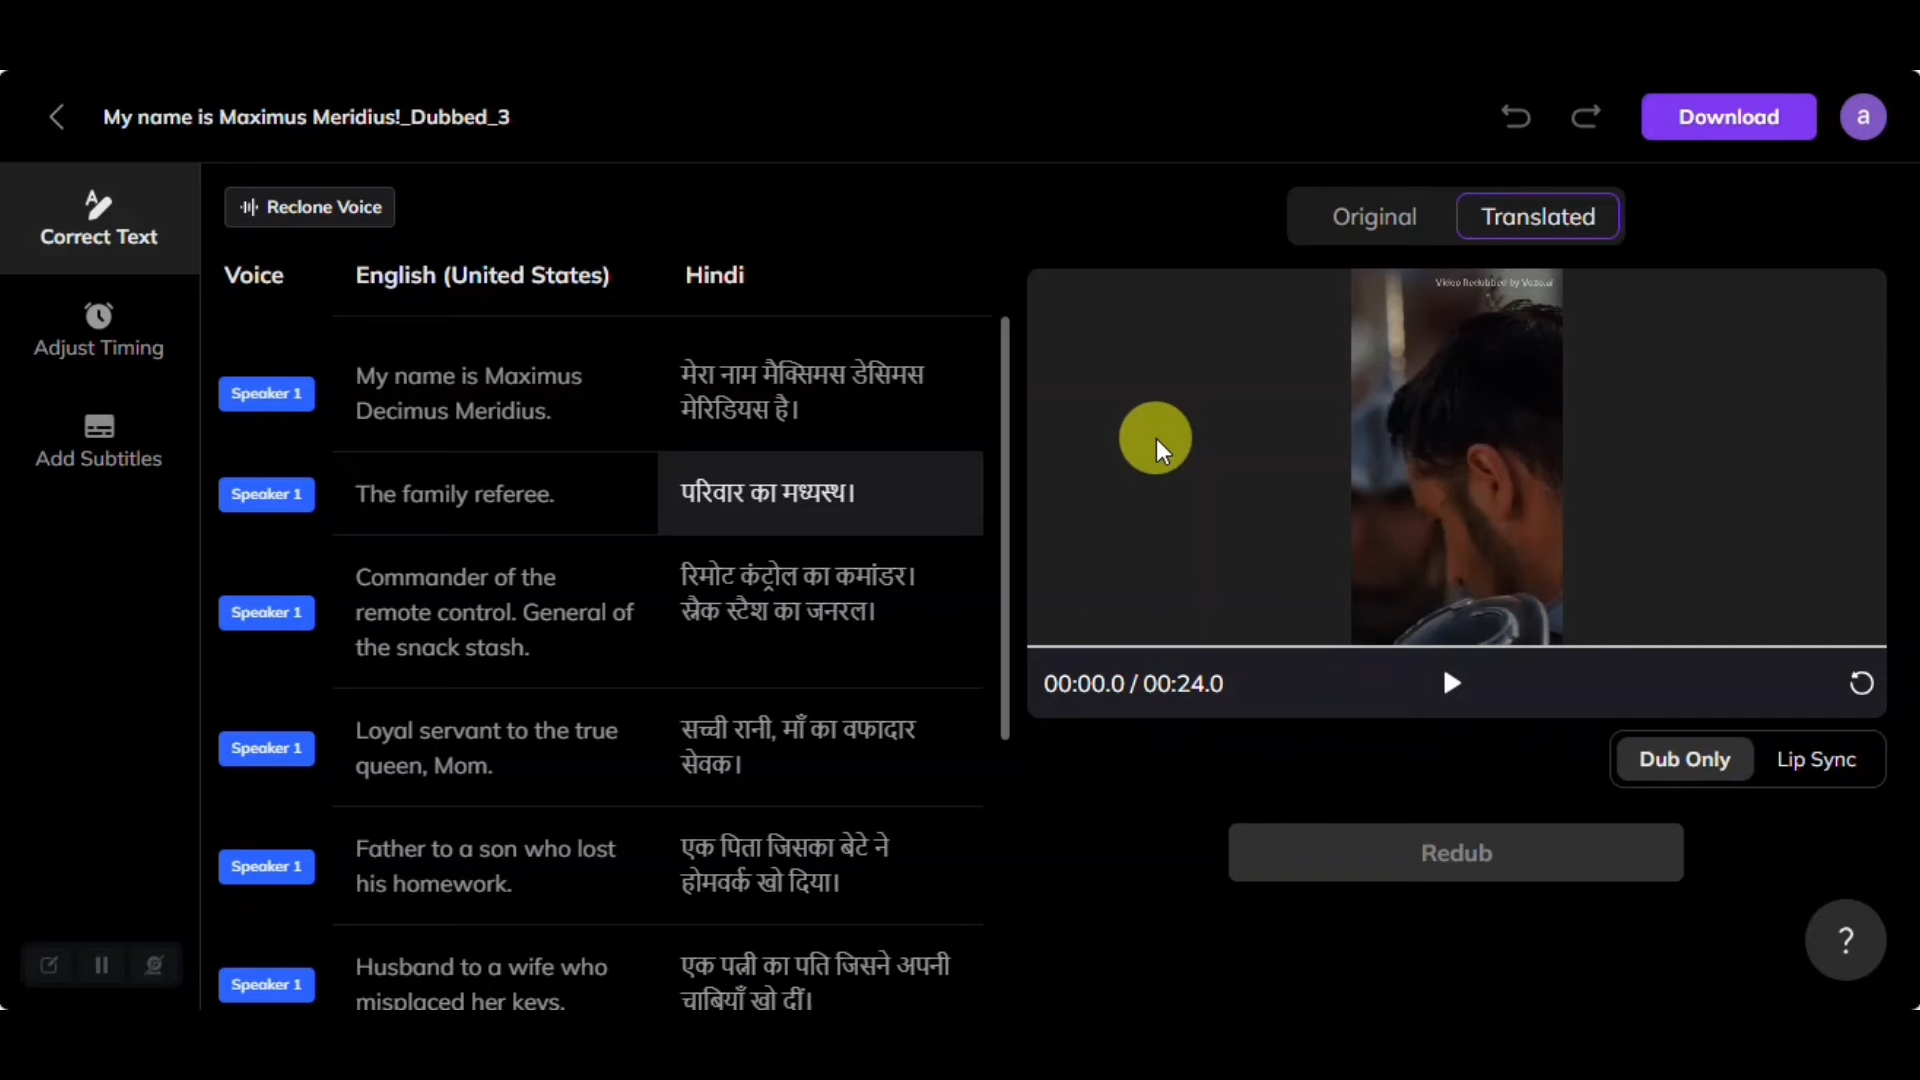 My name is Maximus Meridius!_Dubbed_3
Download
a
Correct Text
Adjust Timing
Add Subtitles
Reclone Voice
Voice
English (United States)
Hindi
Speaker 1
My name is Maximus
Decimus Meridius.
मेरा नाम मैक्सिमस डेसिमस
मेरिडियस है।
Speaker 1
The family referee.
परिवार का मध्यस्थ।
Speaker 1
Commander of the
remote control. General of
the snack stash.
रिमोट कंट्रोल का कमांडर।
स्नैक स्टैश का जनरल।
Speaker 1
Loyal servant to the true
queen, Mom.
सच्ची रानी, माँ का वफादार
सेवक।
Speaker 1
Father to a son who lost
his homework.
एक पिता जिसका बेटे ने
होमवर्क खो दिया।
Speaker 1
Husband to a wife who
misplaced her keys.
एक पत्नी का पति जिसने अपनी
चाबियाँ खो दीं।
Original
Translated
Video Redubbed by Vozo.ai
00:00.0 / 00:24.0
Dub Only
Lip Sync
Redub
?